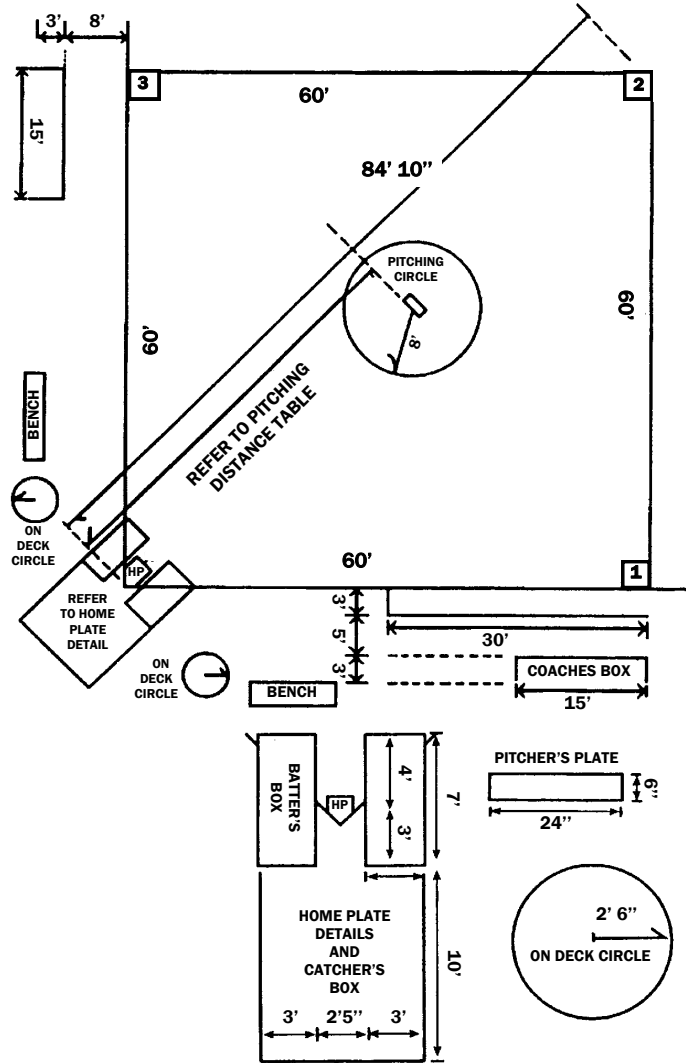 3' 8'
3
2
60'
15'
84' 10"
PITCHING
CIRCLE
8'
60'
60'
REFER TO PITCHING
DISTANCE TABLE
BENCH
ON
DECK
CIRCLE
HP
REFER
TO HOME
PLATE
DETAIL
60'
1
3'
5'
30'
3'
COACHES BOX
15'
ON
DECK
CIRCLE
BENCH
BATTER'S
BOX
HP
4'
3'
7'
PITCHER'S PLATE
6"
24"
HOME PLATE
DETAILS
AND
CATCHER'S
BOX
10'
3' 2'5" 3'
2' 6"
ON DECK CIRCLE